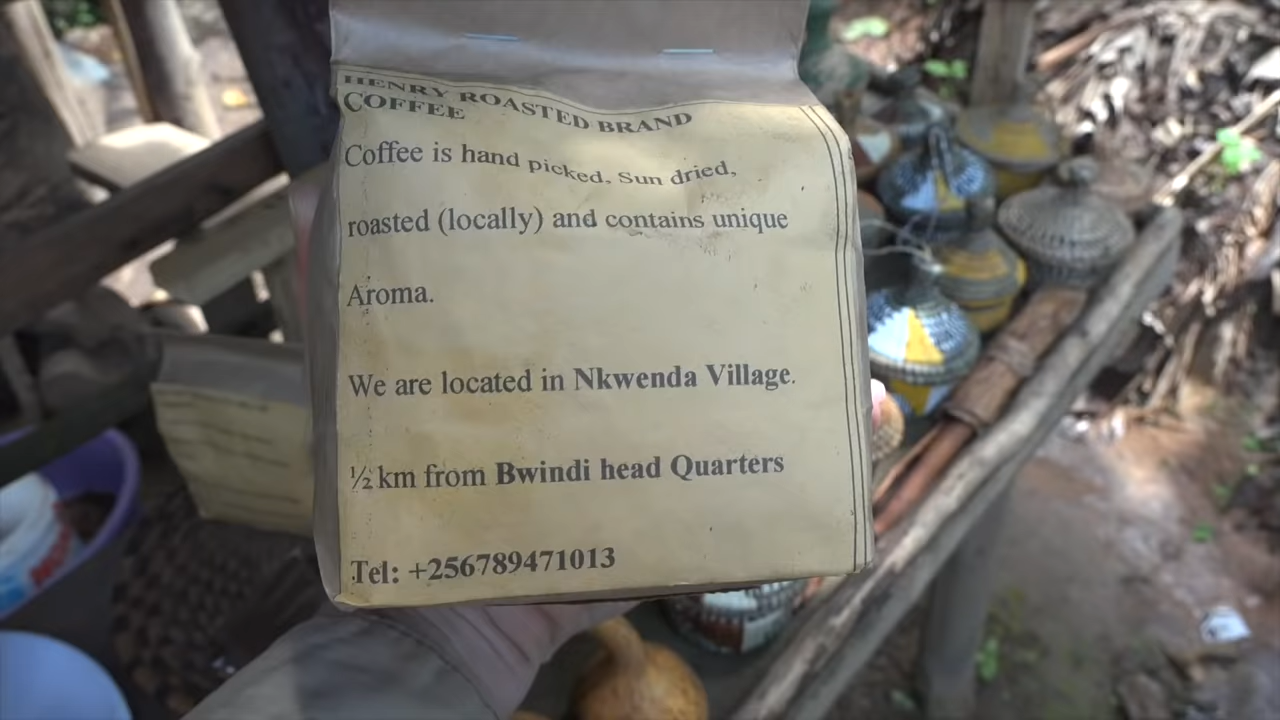 HENRY ROASTED BRAND
COFFEE
Coffee is hand picked. Sun dried,
roasted (locally) and contains unique
Aroma.
We are located in Nkwenda Village.
½ km from Bwindi head Quarters
Tel: +256789471013